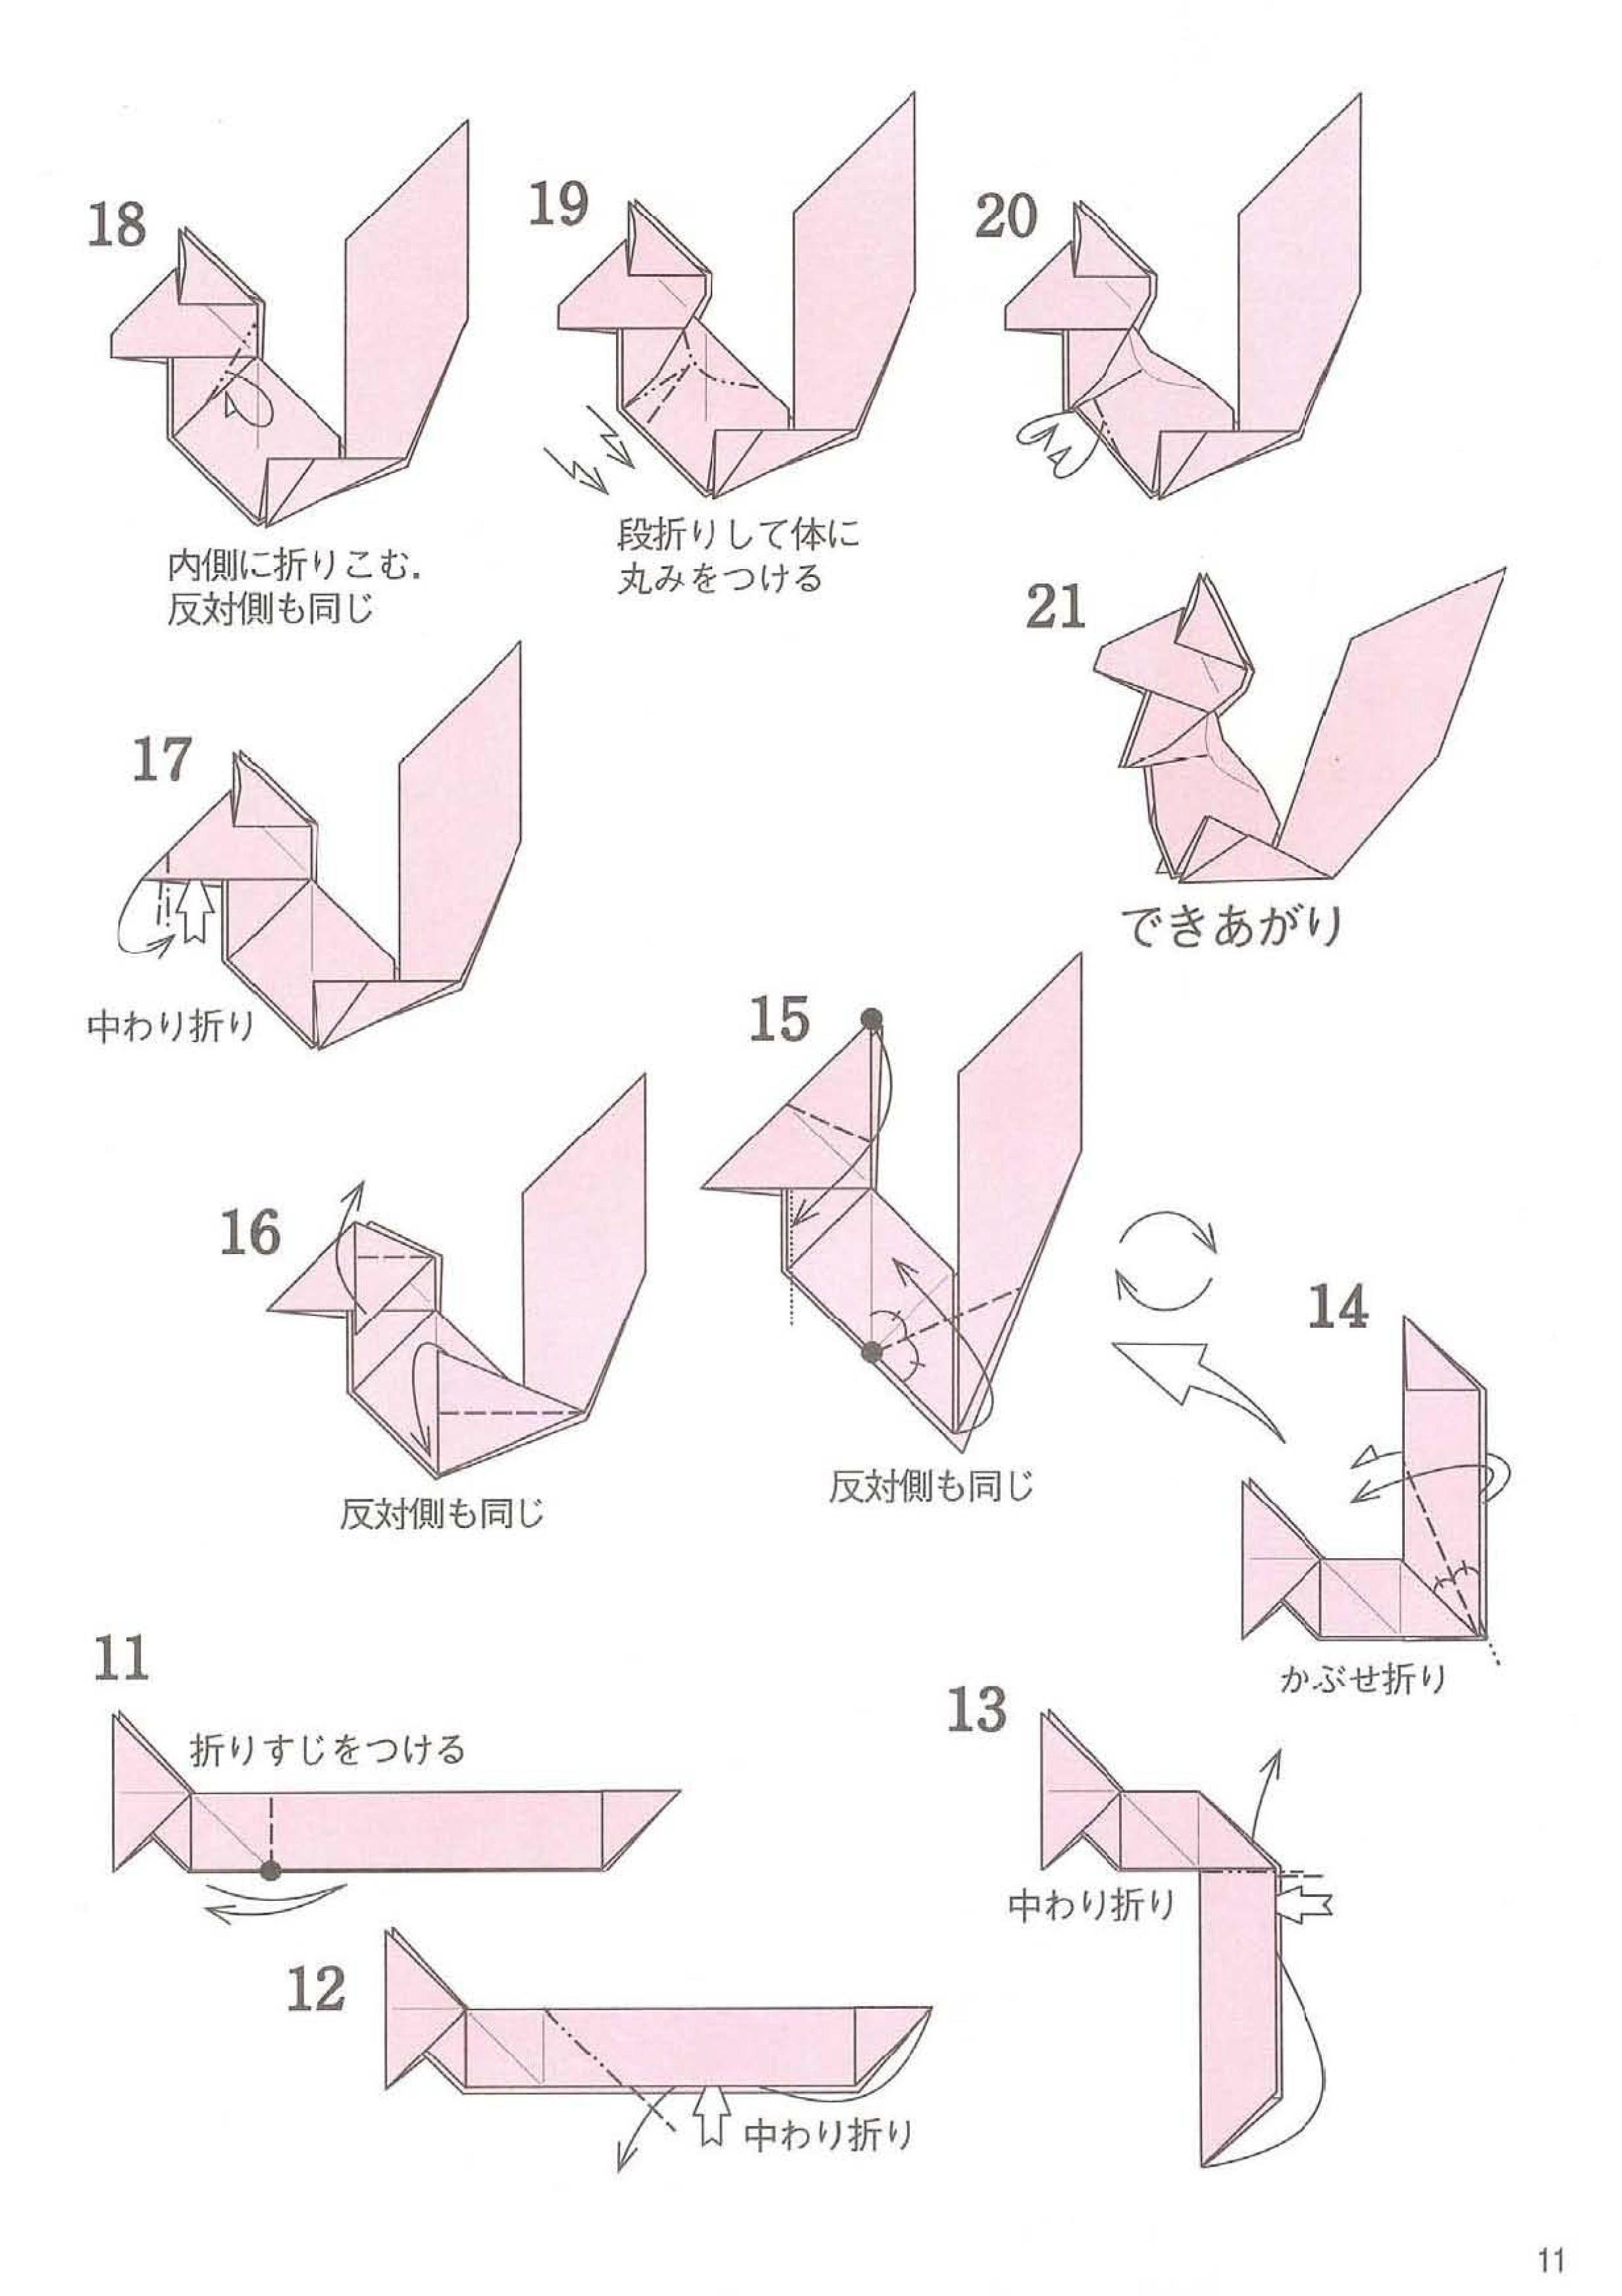 18
内側に折りこむ.
反対側も同じ
19
段折りして体に
丸みをつける
20
21
できあがり
17
中わり折り
15
反対側も同じ
16
反対側も同じ
14
かぶせ折り
11
折りすじをつける
13
中わり折り
12
中わり折り
11